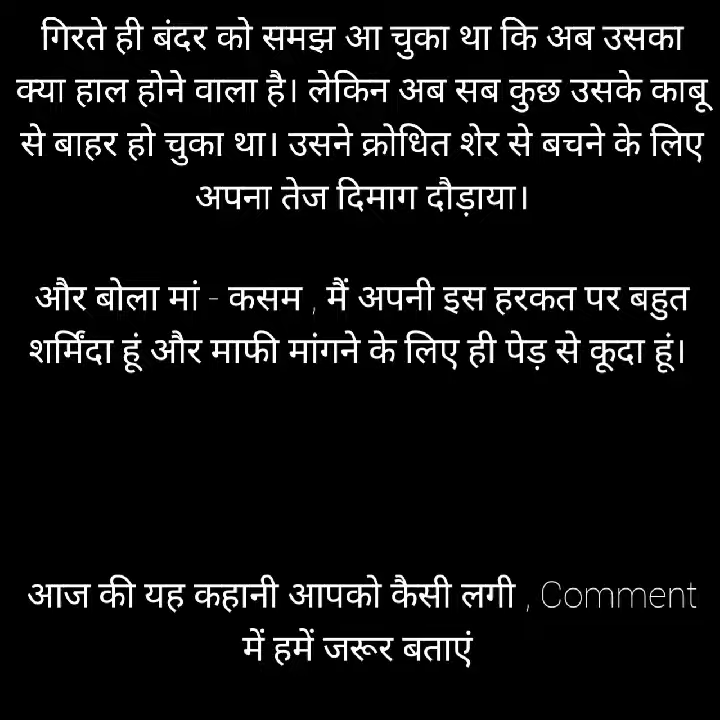 गिरते ही बंदर को समझ आ चुका था कि अब उसका
क्या हाल होने वाला है। लेकिन अब सब कुछ उसके काबू
से बाहर हो चुका था। उसने क्रोधित शेर से बचने के लिए
अपना तेज दिमाग दौड़ाया।
और बोला मां - कसम , मैं अपनी इस हरकत पर बहुत
शर्मिंदा हूं और माफी मांगने के लिए ही पेड़ से कूदा हूं।
आज की यह कहानी आपको कैसी लगी , Comment
में हमें जरूर बताएं